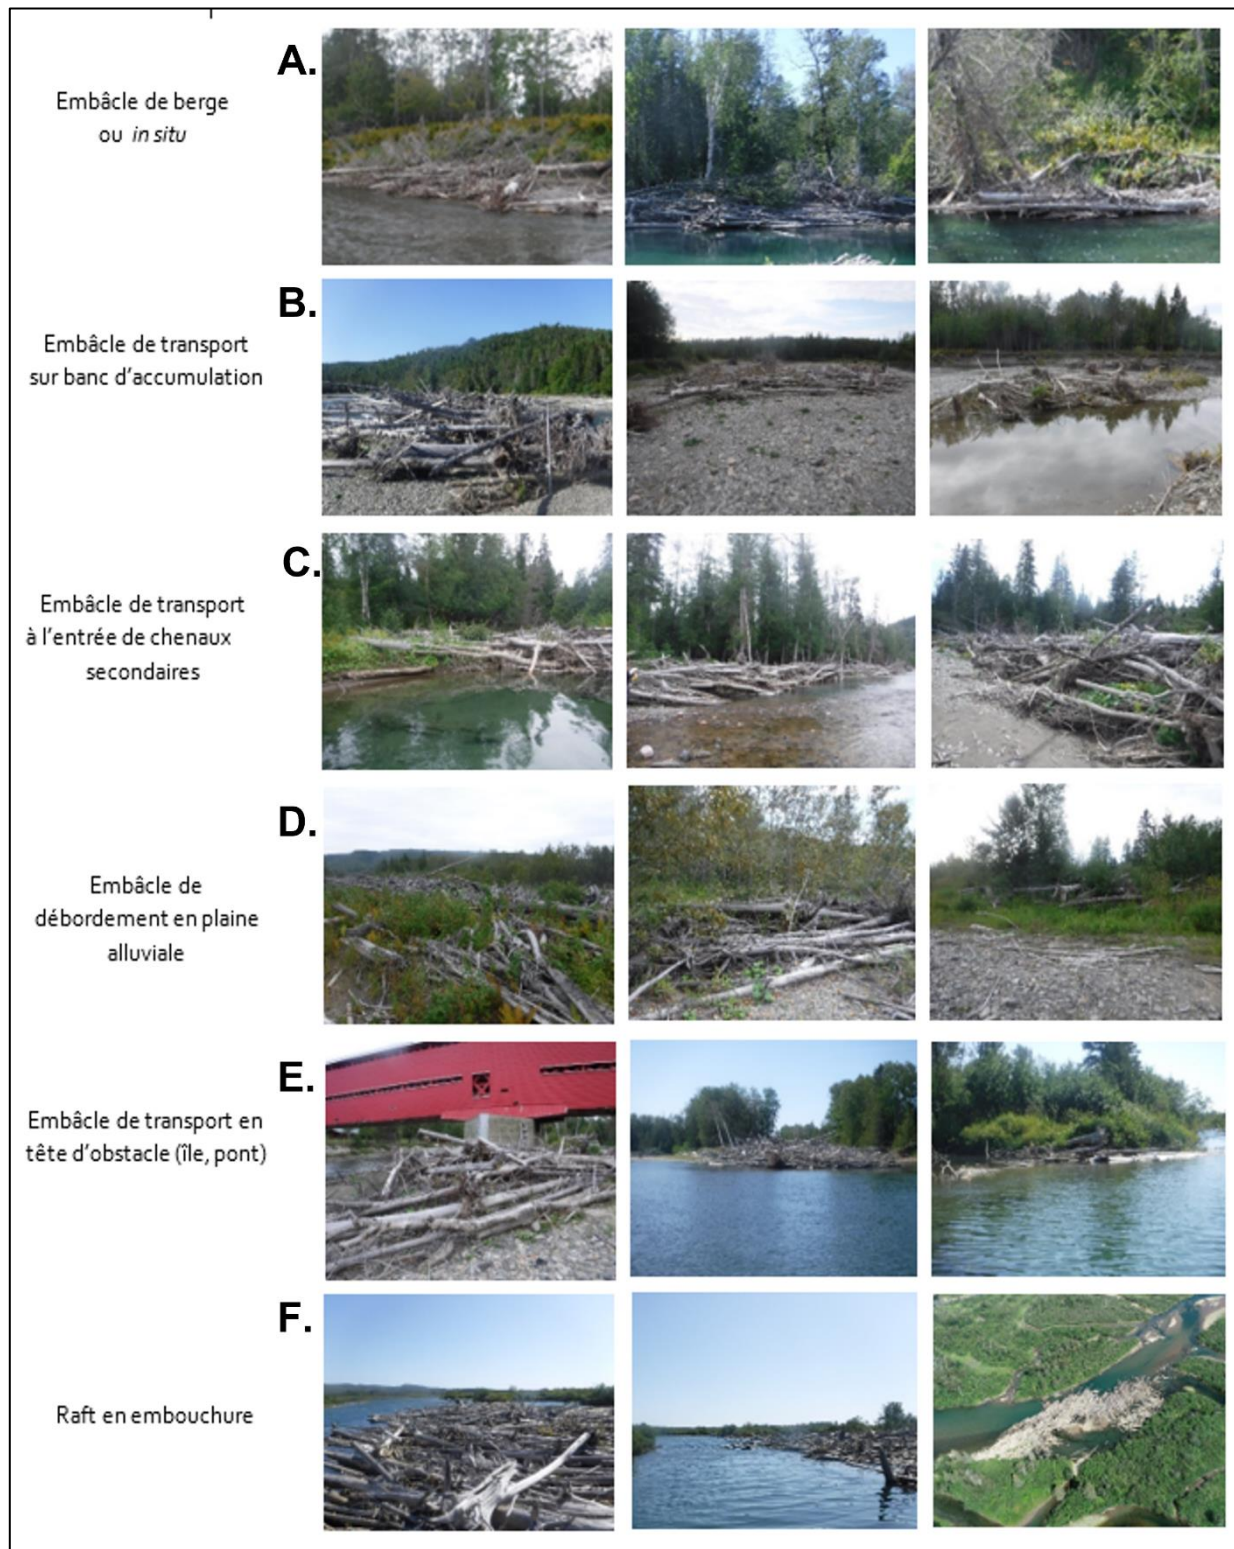 A.
Embâcle de berge
ou in situ
B.
Embâcle de transport
sur banc d'accumulation
C.
Embâcle de transport
à l'entrée de chenaux
secondaires
D.
Embâcle de
débordement en plaine
alluviale
E.
Embâcle de transport en
tête d'obstacle (île, pont)
F.
Raft en embouchure